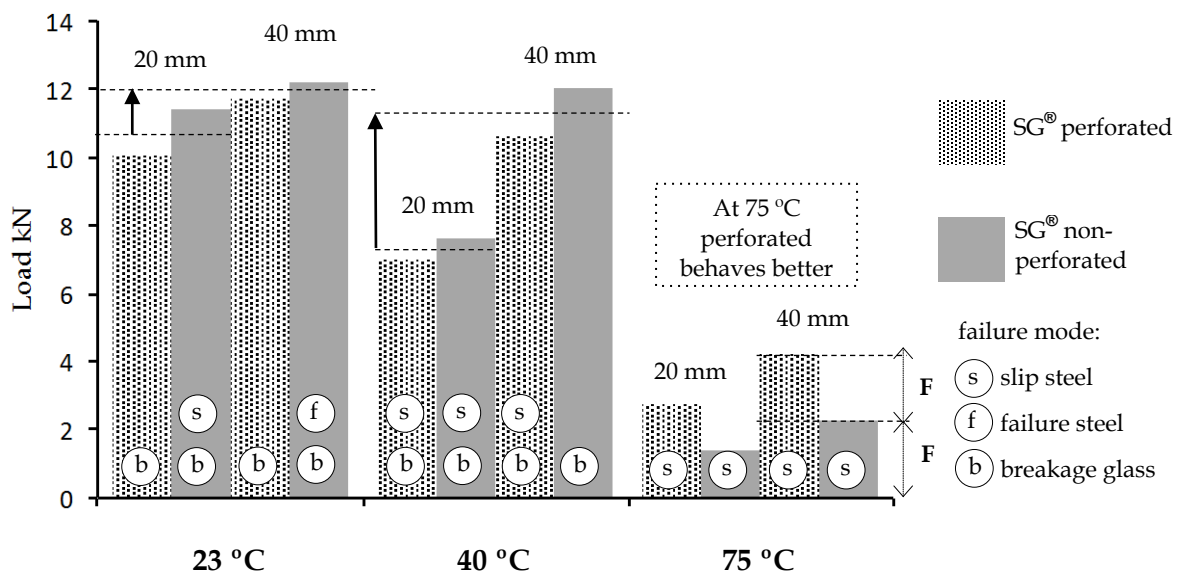 14
12
10
8
6
4
2
0
Load kN
20 mm
40 mm
20 mm
40 mm
20 mm
40 mm
At 75 ºC
perforated
behaves better
F
F
s
f
b
b
b
b
s
s
s
b
b
b
b
s
s
s
s
23 ºC
40 ºC
75 ºC
SG® perforated
SG® non-
perforated
failure mode:
s slip steel
f failure steel
b breakage glass